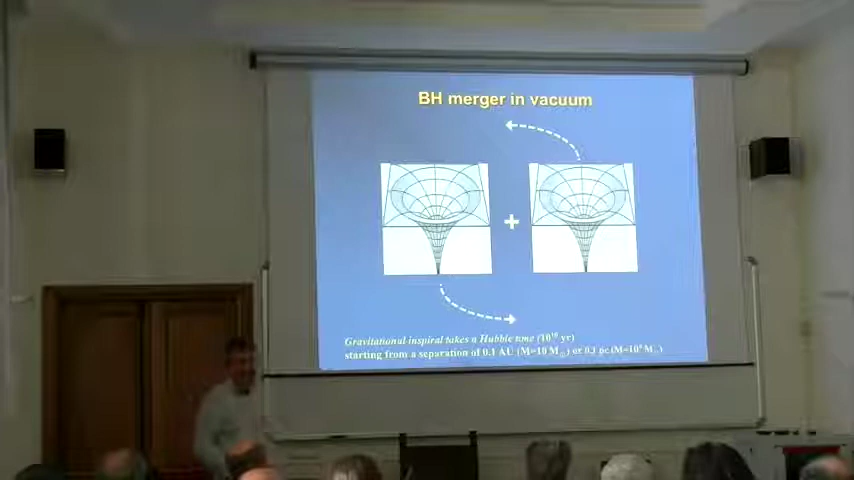 BH merger in vacuum
+
Gravitational inspiral takes a Hubble time (10¹⁰ yr)
starting from a separation of 0.1 AU (M=10 M☉) or 0.1 pc (M=10⁸ M☉)